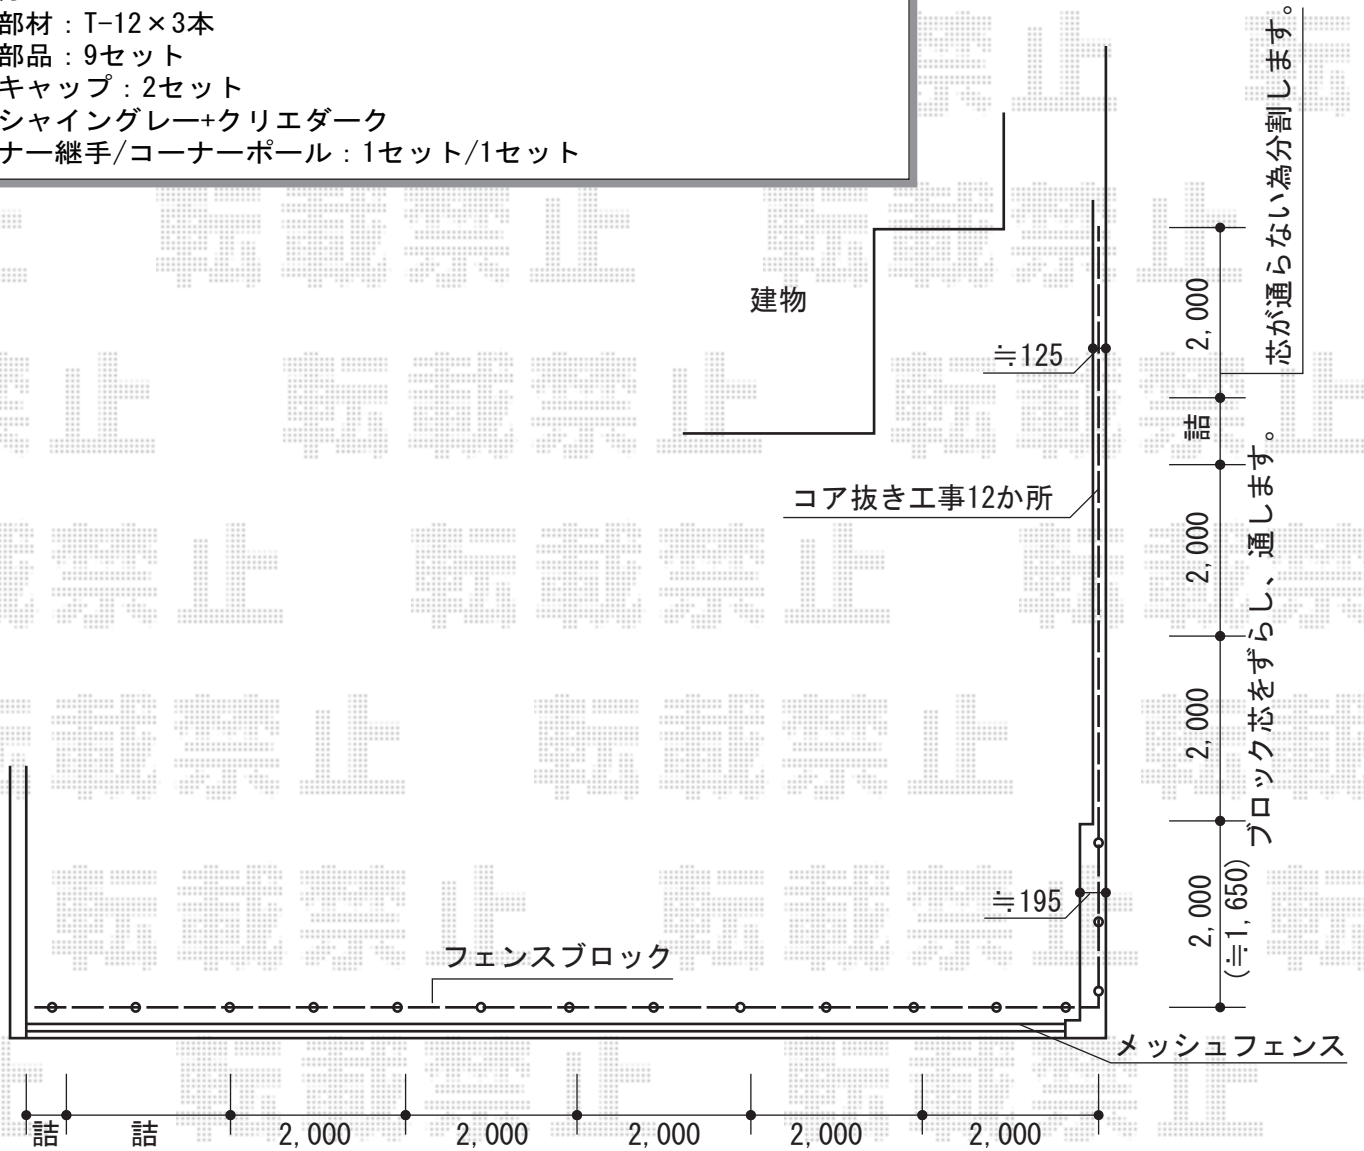 部材：T-12×3本
部品：9セット
キャップ：2セット
シャイングレー+クリエダーク
ナー継手/コーナーポール：1セット/1セット
芯が通らない為分割します。
建物
≒125
2,000
詰
コア抜き工事12か所
2,000
ブロック芯をずらし、通します。
2,000
≒195
2,000
(≒1,650)
フェンスブロック
メッシュフェンス
詰
詰
2,000
2,000
2,000
2,000
2,000
転載禁止